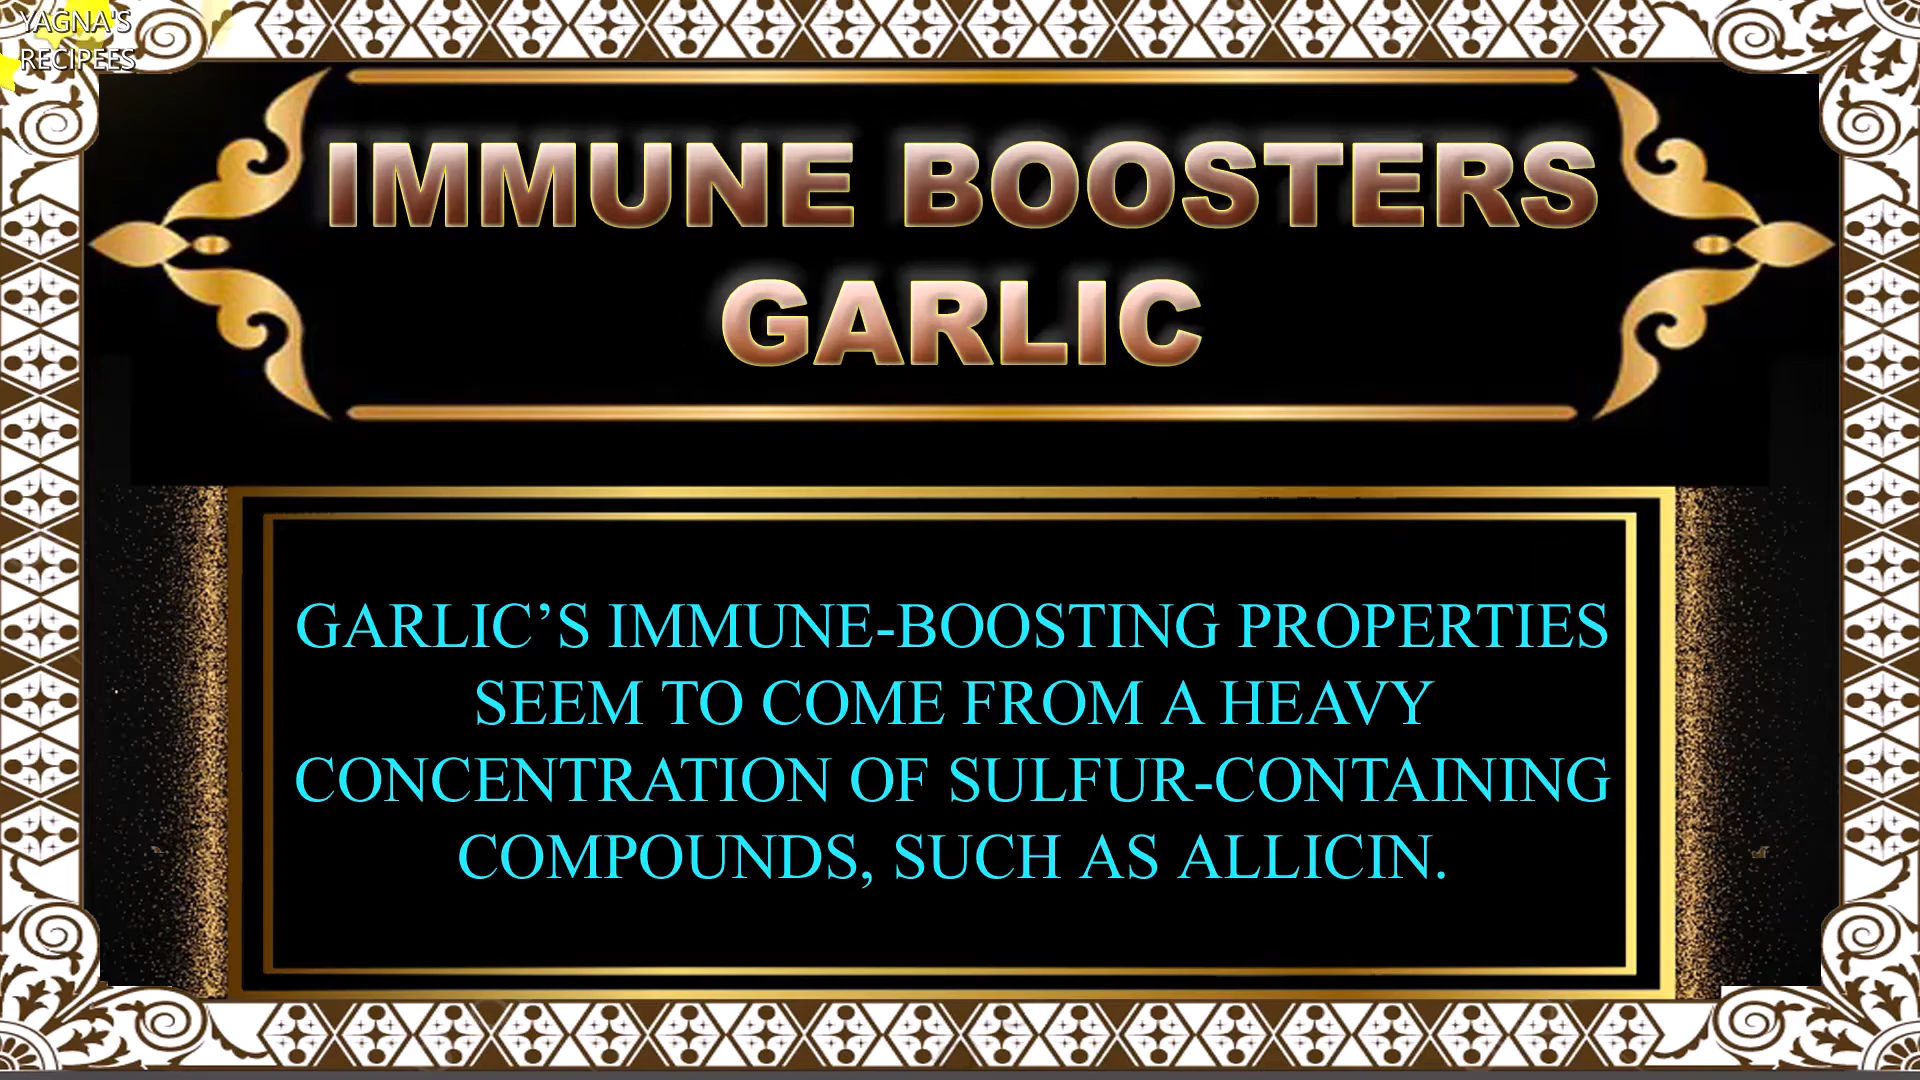 YAGNA'S
RECIPEES
IMMUNE BOOSTERS
GARLIC
GARLIC’S IMMUNE-BOOSTING PROPERTIES
SEEM TO COME FROM A HEAVY
CONCENTRATION OF SULFUR-CONTAINING
COMPOUNDS, SUCH AS ALLICIN.